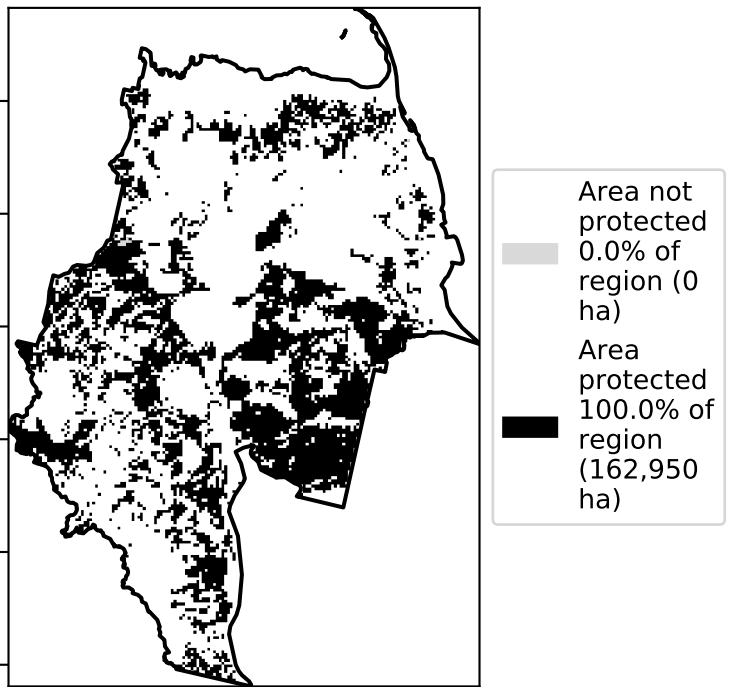 Area not
protected
0.0% of
region (0
ha)
Area
protected
100.0% of
region
(162,950
ha)